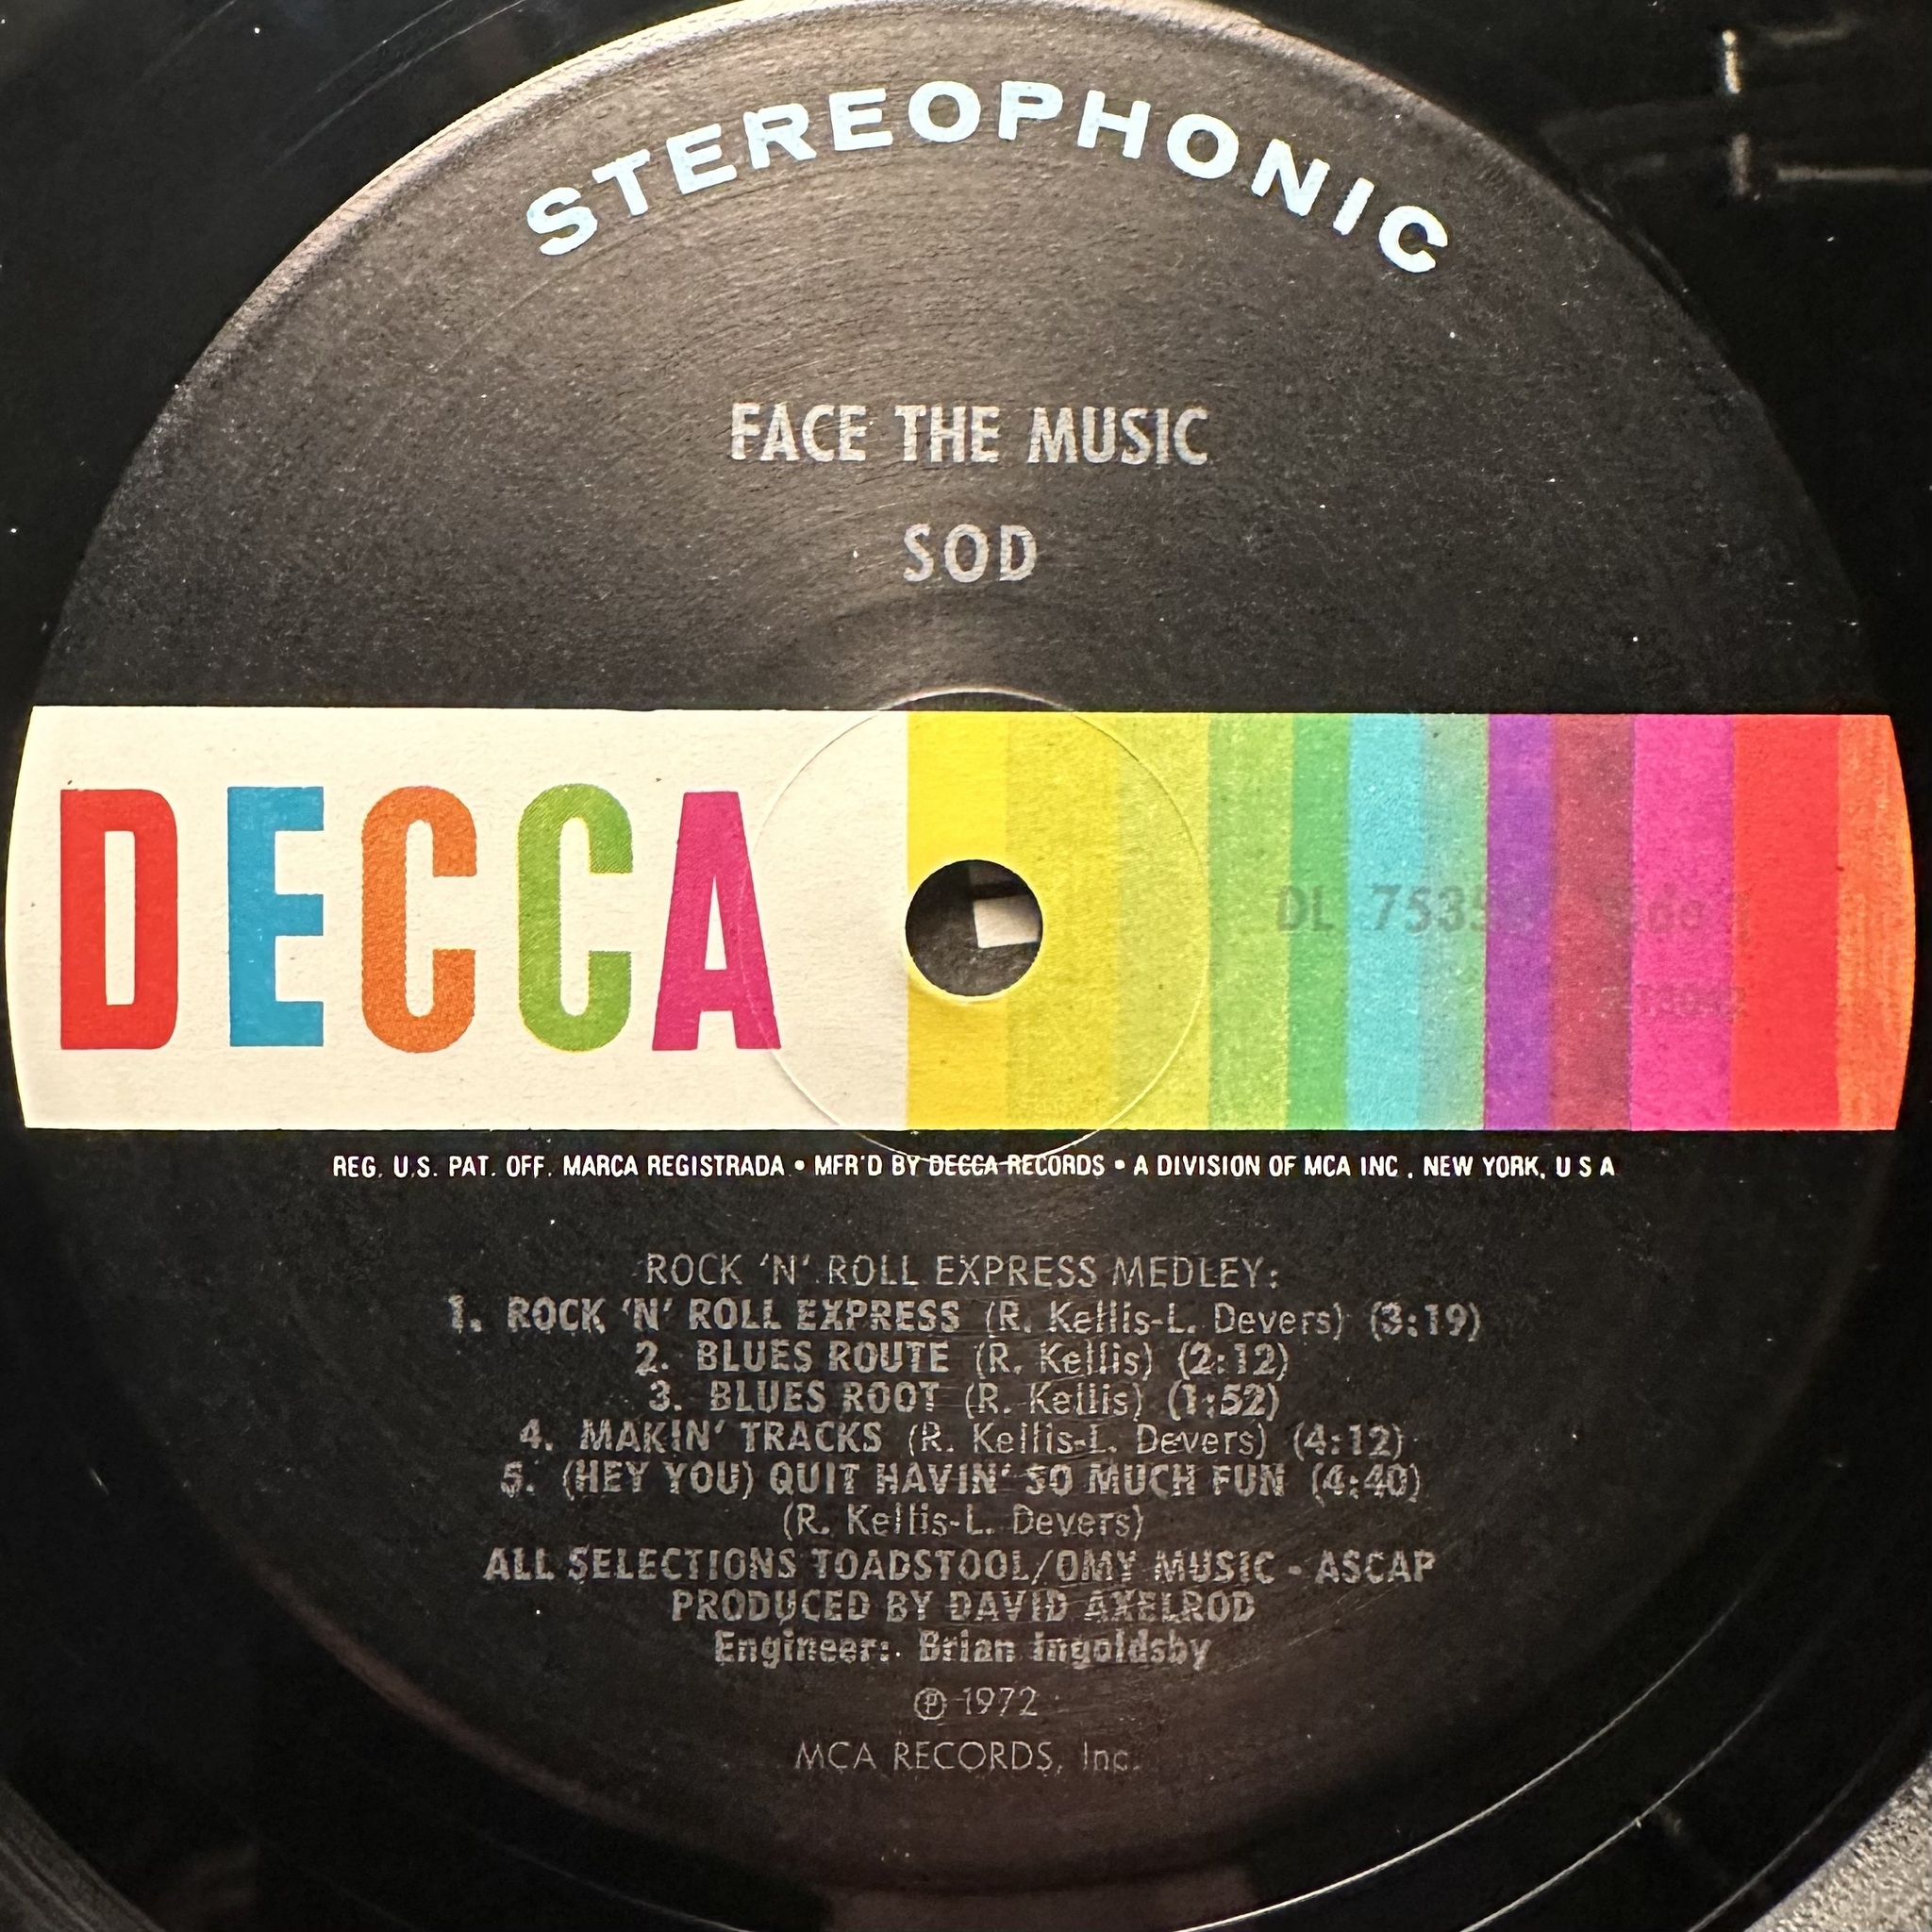 STEREOPHONIC
FACE THE MUSIC
SOD
DECCA
DL 7535
REG. U.S. PAT. OFF. MARCA REGISTRADA • MFR'D BY DECCA RECORDS • A DIVISION OF MCA INC., NEW YORK, U S A
ROCK 'N' ROLL EXPRESS MEDLEY:
1. ROCK 'N' ROLL EXPRESS (R. Kellis-L. Devers) (3:19)
2. BLUES ROUTE (R. Kellis) (2:12)
3. BLUES ROOT (R. Kellis) (1:52)
4. MAKIN' TRACKS (R. Kellis-L. Devers) (4:12)
5. (HEY YOU) QUIT HAVIN' SO MUCH FUN (4:40)
(R. Kellis-L. Devers)
ALL SELECTIONS TOADSTOOL/OMY MUSIC - ASCAP
PRODUCED BY DAVID AXELROD
Engineer: Brian Ingoldsby
℗ 1972
MCA RECORDS, Inc.